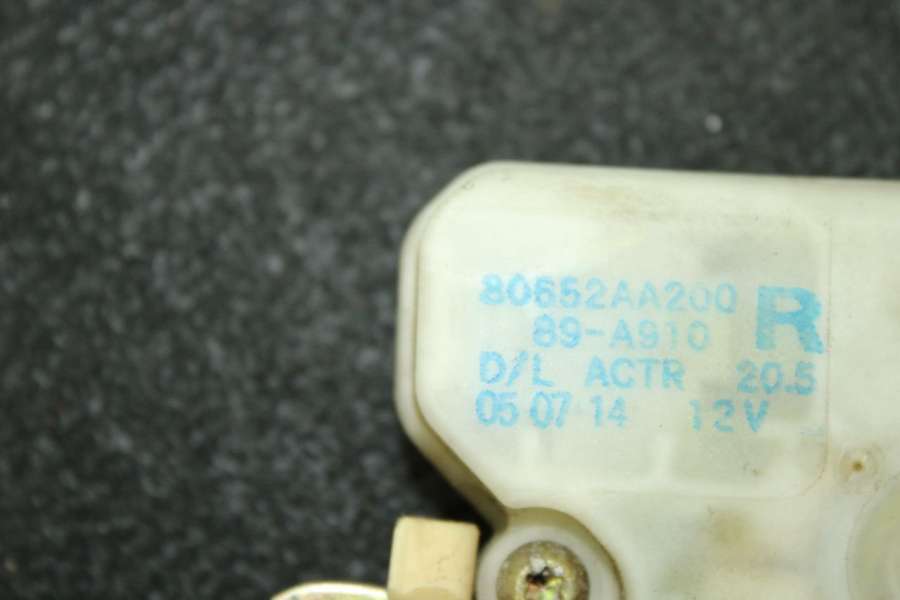 80652AA200 R
89-A910
D/L ACTR 20.5
05 07 14 12V